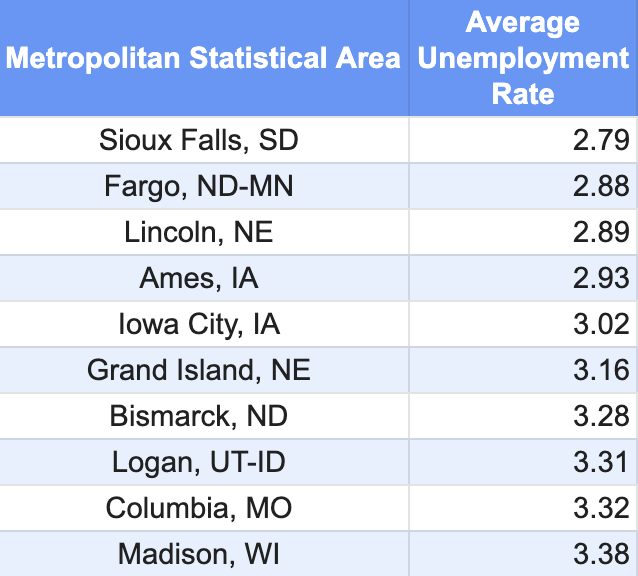 Metropolitan Statistical Area
Average
Unemployment
Rate
Sioux Falls, SD 2.79
Fargo, ND-MN 2.88
Lincoln, NE 2.89
Ames, IA 2.93
Iowa City, IA 3.02
Grand Island, NE 3.16
Bismarck, ND 3.28
Logan, UT-ID 3.31
Columbia, MO 3.32
Madison, WI 3.38